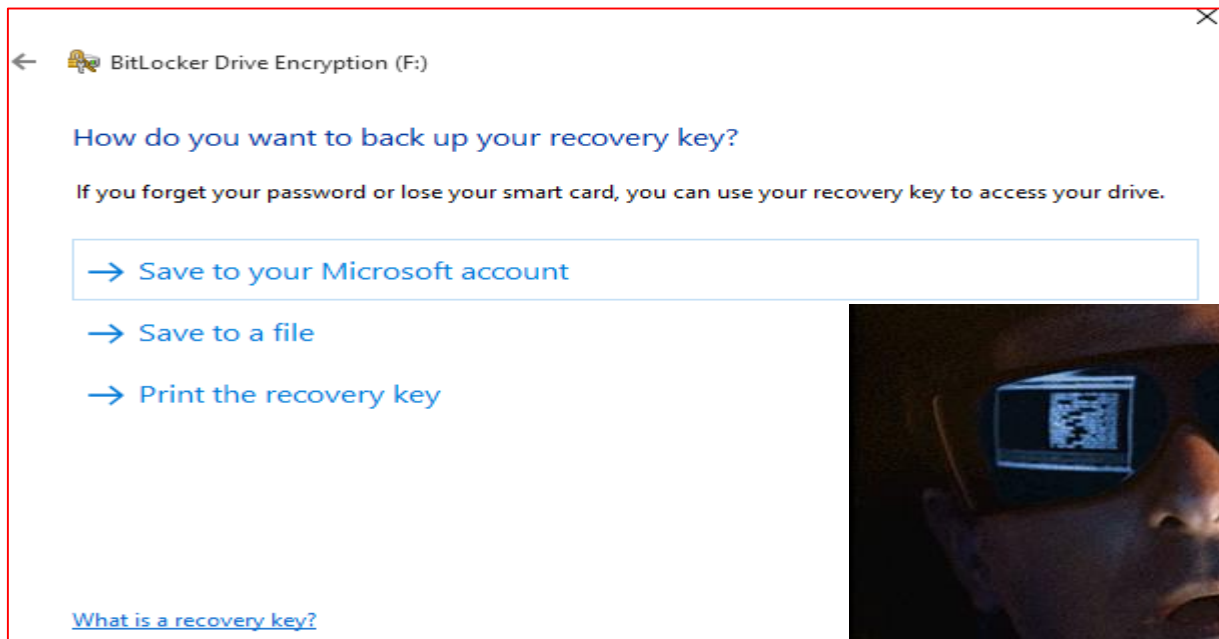 BitLocker Drive Encryption (F:)
How do you want to back up your recovery key?
If you forget your password or lose your smart card, you can use your recovery key to access your drive.
Save to your Microsoft account
Save to a file
Print the recovery key
What is a recovery key?